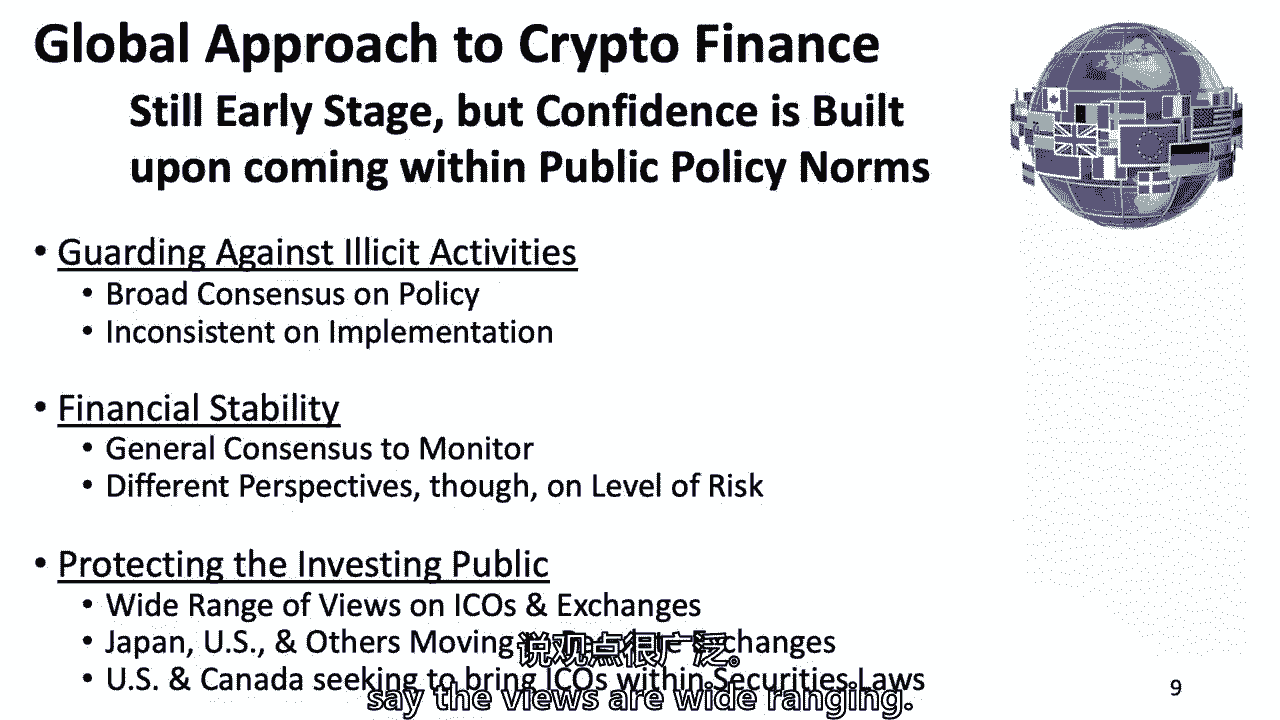 Global Approach to Crypto Finance
Still Early Stage, but Confidence is Built
upon coming within Public Policy Norms
• Guarding Against Illicit Activities
• Broad Consensus on Policy
• Inconsistent on Implementation
• Financial Stability
• General Consensus to Monitor
• Different Perspectives, though, on Level of Risk
• Protecting the Investing Public
• Wide Range of Views on ICOs & Exchanges
• Japan, U.S., & Others Moving Exchanges
说观点很广泛。
• U.S. & Canada seeking to bring ICOs within Securities Laws
say the views are wide ranging.
9